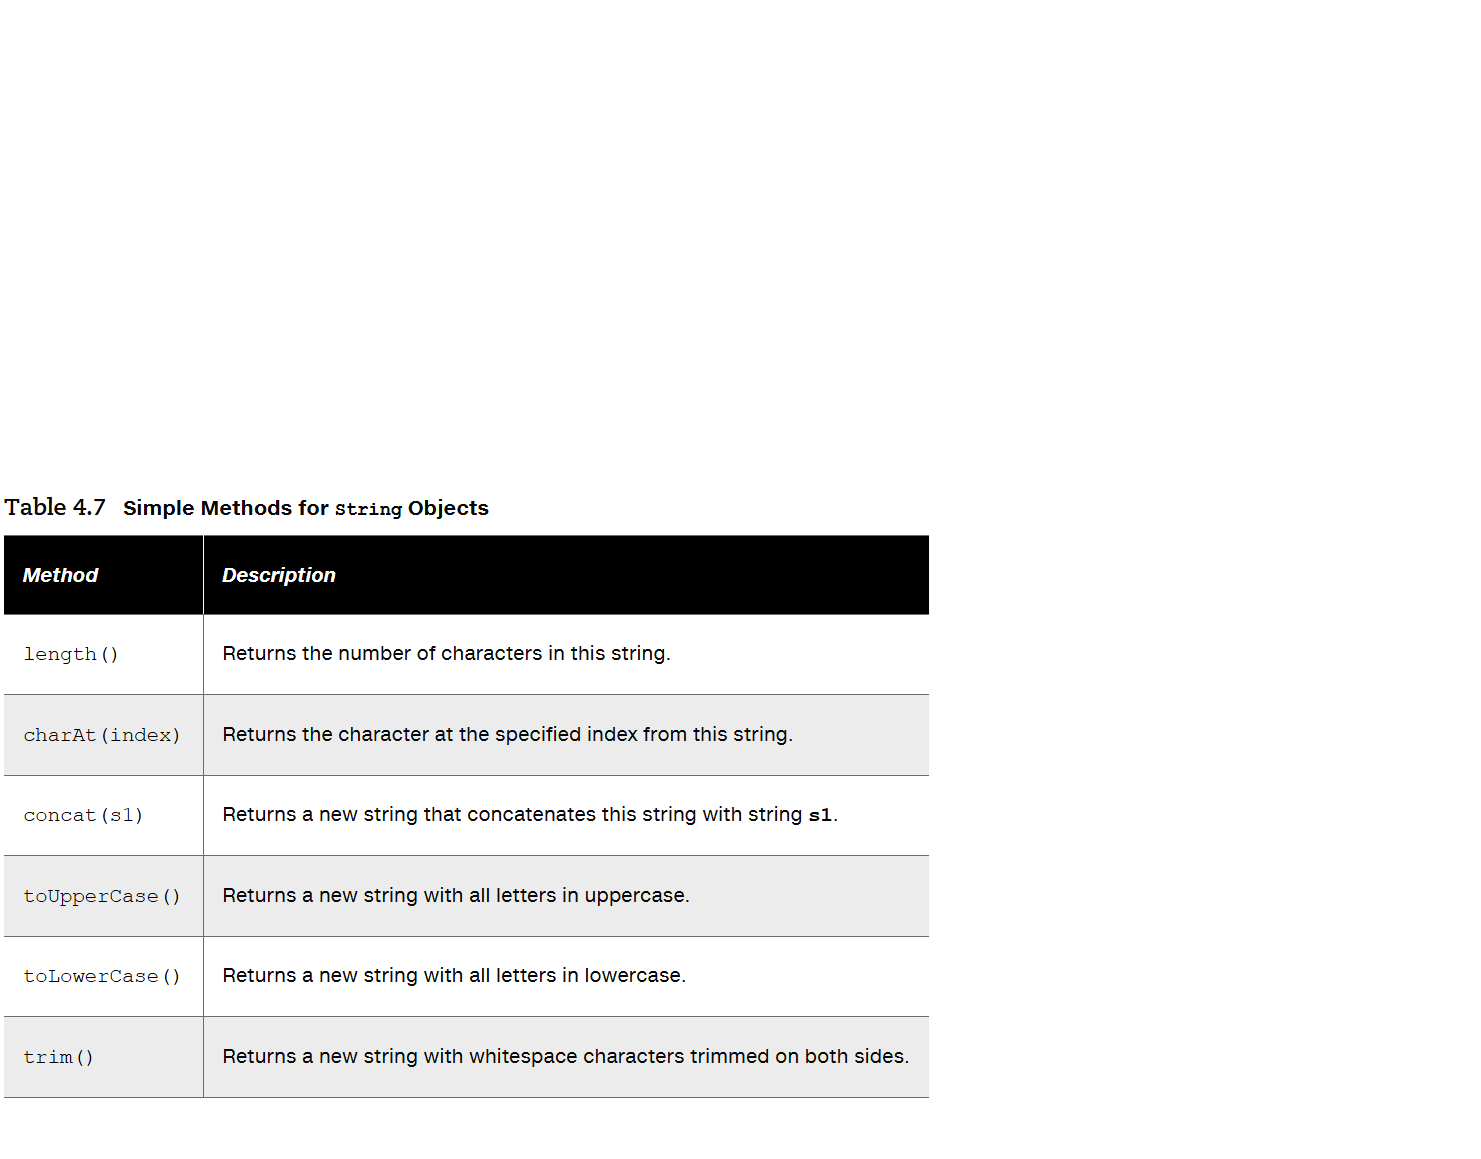 Table 4.7 Simple Methods for String Objects
Method Description
length() Returns the number of characters in this string.
charAt(index) Returns the character at the specified index from this string.
concat(s1) Returns a new string that concatenates this string with string s1.
toUpperCase() Returns a new string with all letters in uppercase.
toLowerCase() Returns a new string with all letters in lowercase.
trim() Returns a new string with whitespace characters trimmed on both sides.